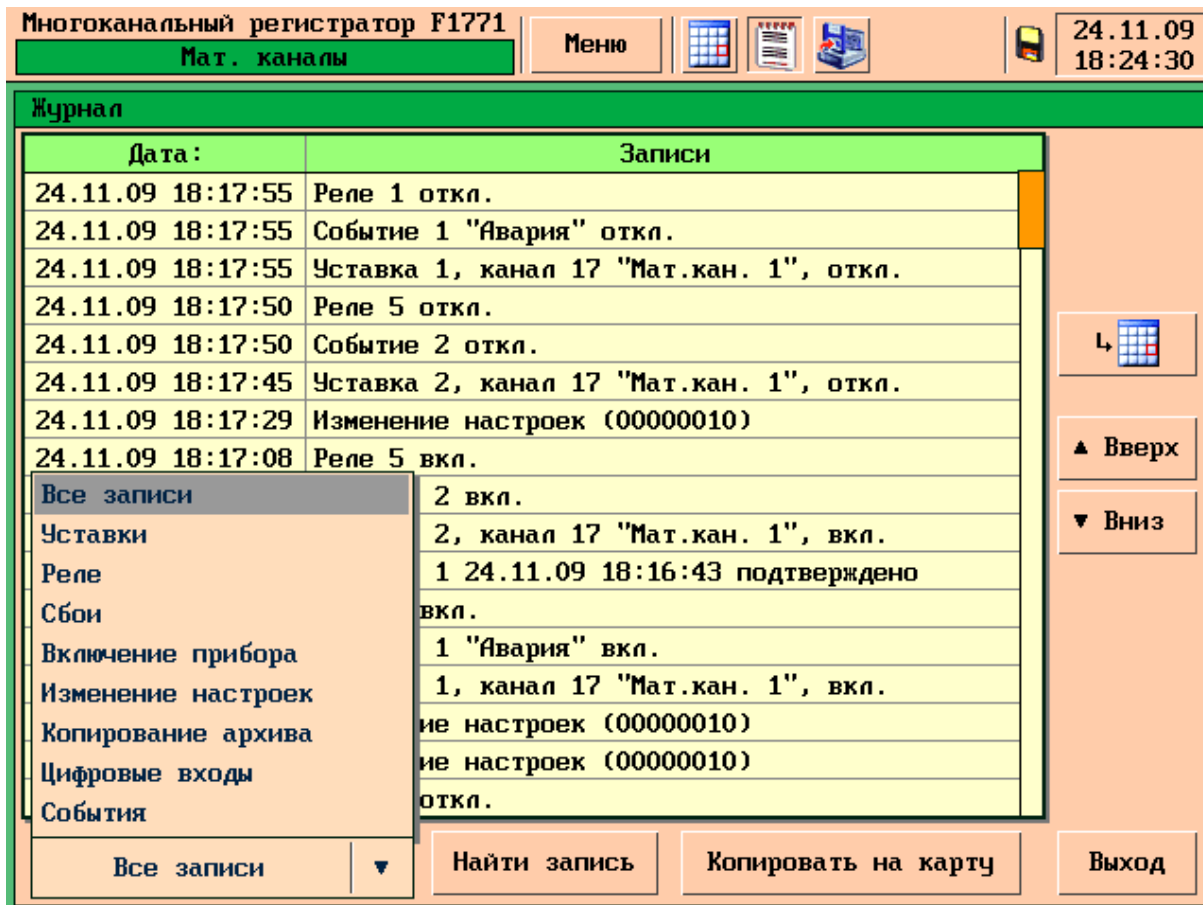 Многоканальный регистратор F1771
Мат. каналы
Меню
24.11.09
18:24:30
Журнал
Дата: Записи
24.11.09 18:17:55 Реле 1 откл.
24.11.09 18:17:55 Событие 1 "Авария" откл.
24.11.09 18:17:55 Уставка 1, канал 17 "Мат.кан. 1", откл.
24.11.09 18:17:50 Реле 5 откл.
24.11.09 18:17:50 Событие 2 откл.
24.11.09 18:17:45 Уставка 2, канал 17 "Мат.кан. 1", откл.
24.11.09 18:17:29 Изменение настроек (00000010)
24.11.09 18:17:08 Реле 5 вкл.
2 вкл.
2, канал 17 "Мат.кан. 1", вкл.
1 24.11.09 18:16:43 подтверждено
вкл.
1 "Авария" вкл.
1, канал 17 "Мат.кан. 1", вкл.
ие настроек (00000010)
ие настроек (00000010)
откл.
Все записи
Уставки
Реле
Сбои
Включение прибора
Изменение настроек
Копирование архива
Цифровые входы
События
Все записи
▲ Вверх
▼ Вниз
Найти запись
Копировать на карту
Выход